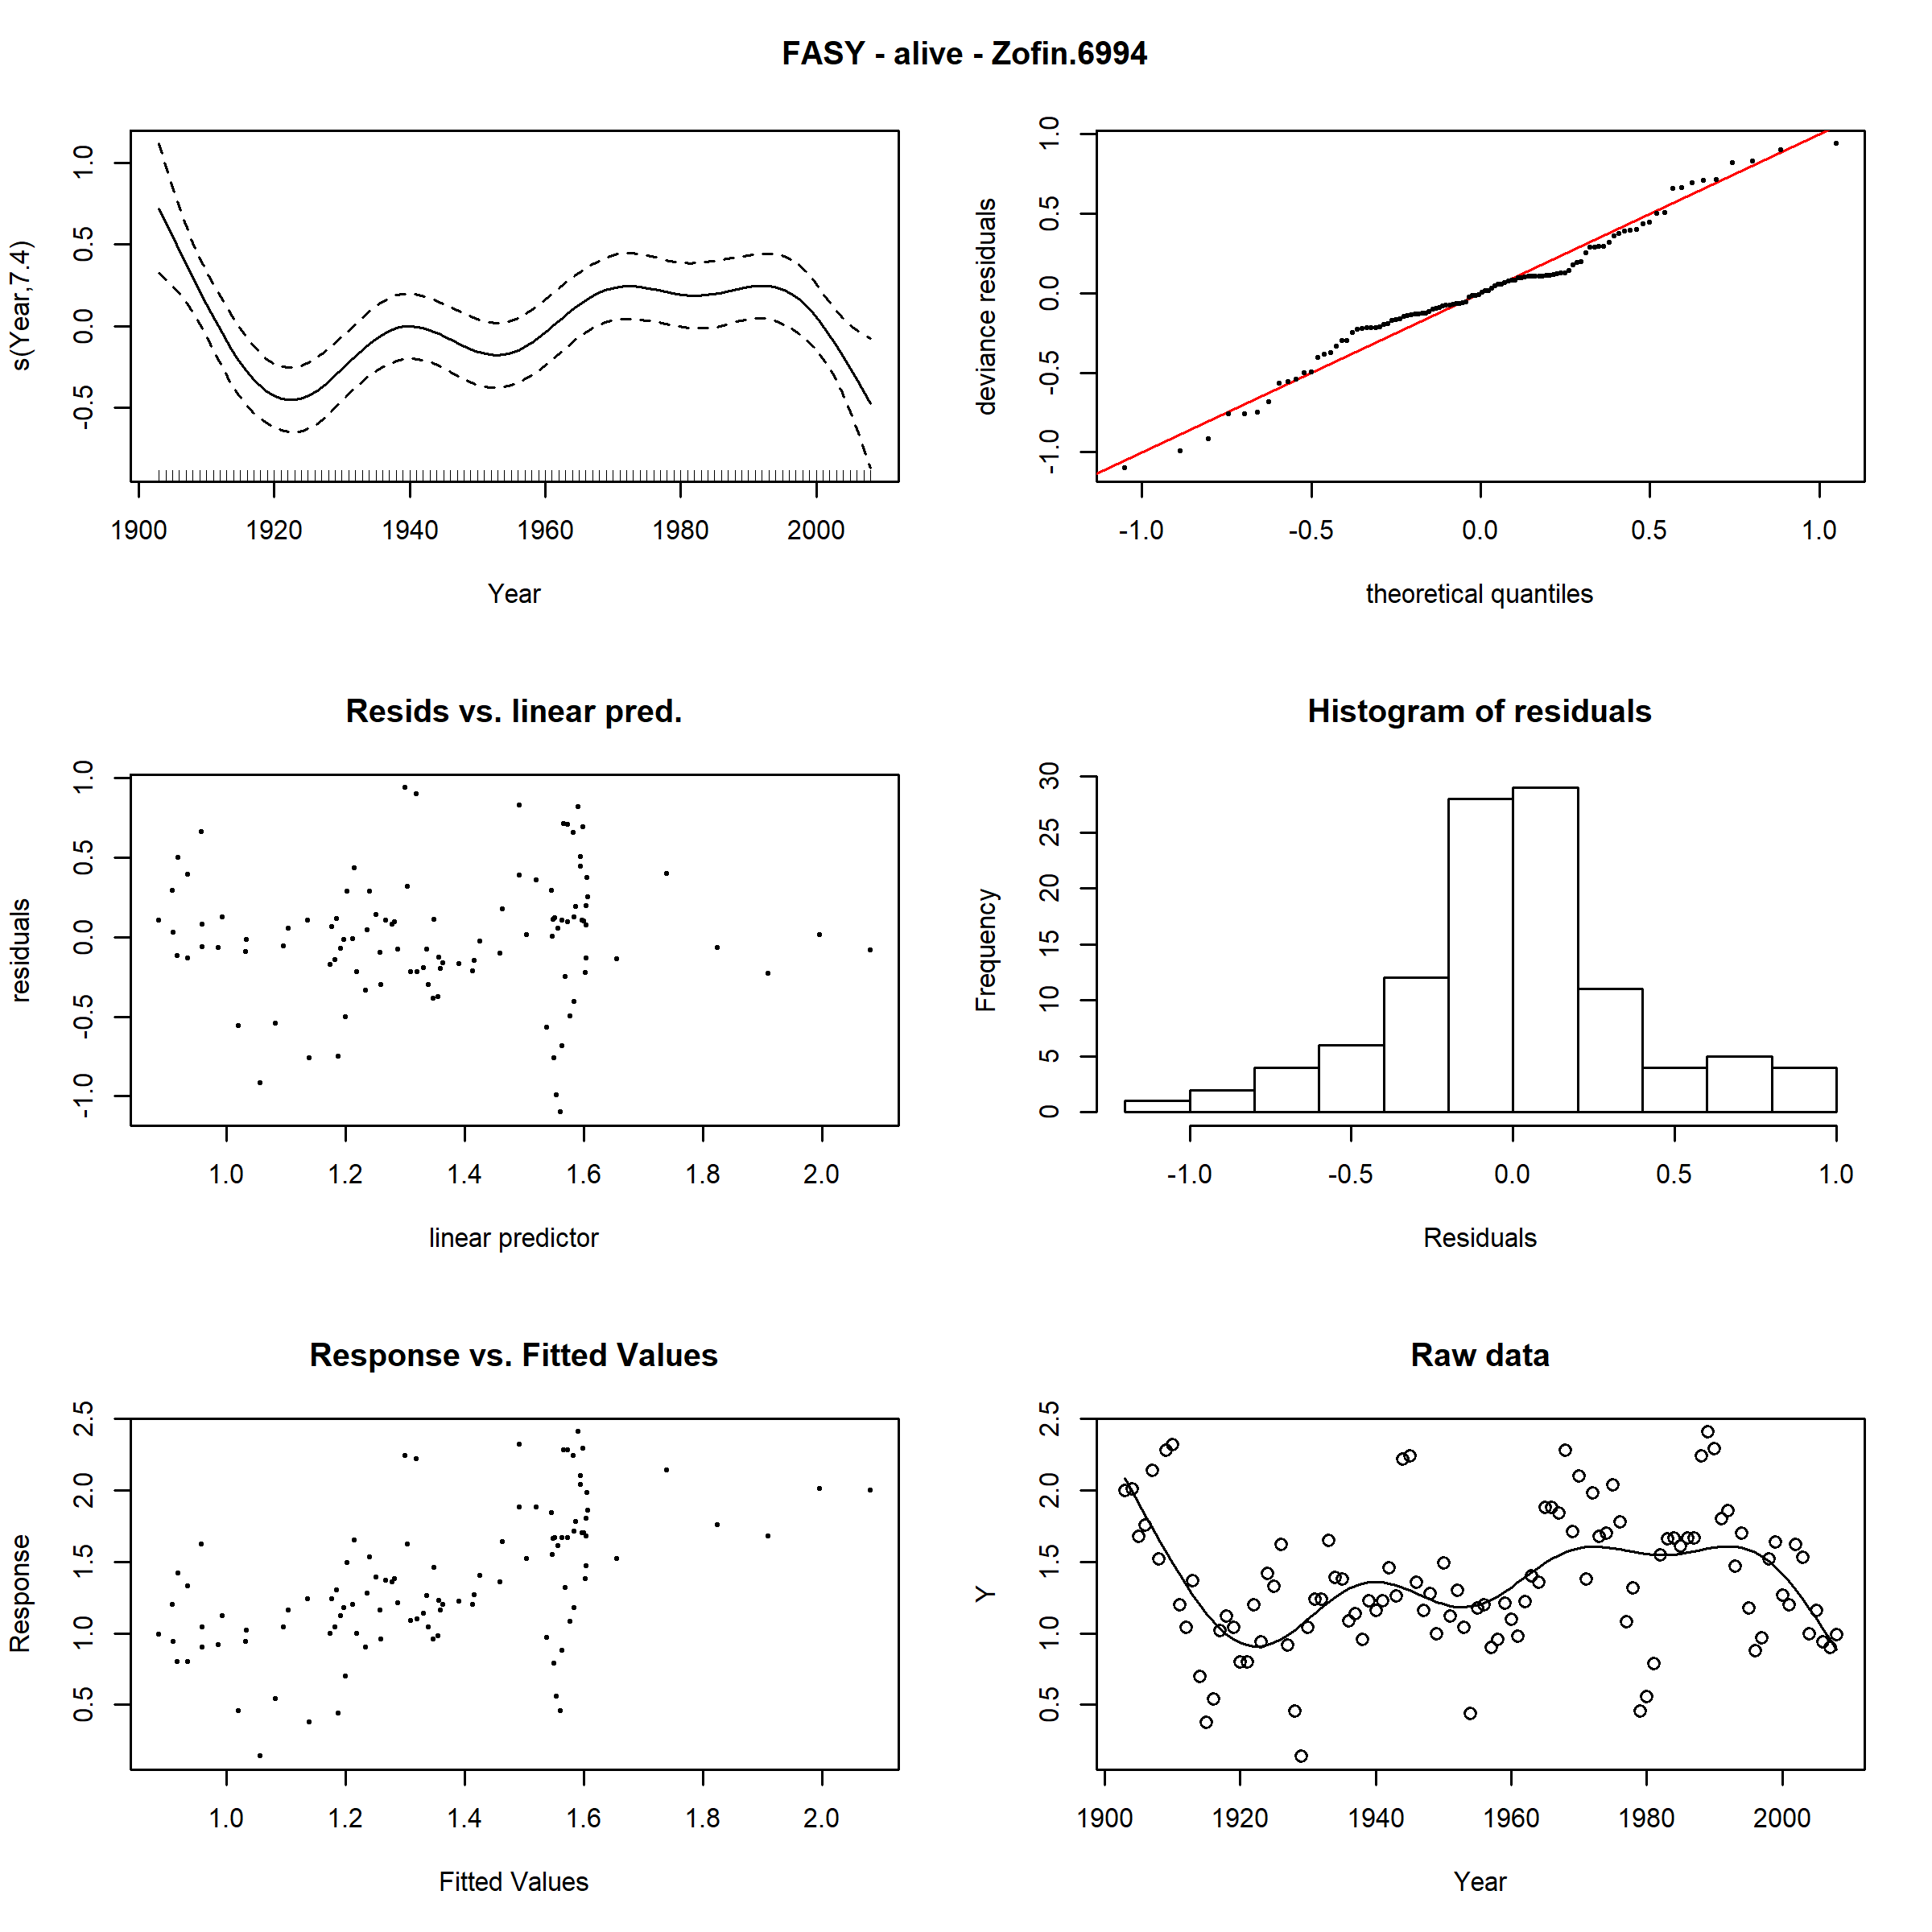 FASY - alive - Zofin.6994
s(Year,7.4)
1.0
0.5
0.0
-0.5
1900 1920 1940 1960 1980 2000
Year
deviance residuals
1.0
0.5
0.0
-0.5
-1.0
-1.0 -0.5 0.0 0.5 1.0
theoretical quantiles
Resids vs. linear pred.
residuals
1.0
0.5
0.0
-0.5
-1.0
1.0 1.2 1.4 1.6 1.8 2.0
linear predictor
Histogram of residuals
Frequency
30
25
20
15
10
5
0
-1.0 -0.5 0.0 0.5 1.0
Residuals
Response vs. Fitted Values
Response
2.5
2.0
1.5
1.0
0.5
1.0 1.2 1.4 1.6 1.8 2.0
Fitted Values
Raw data
Y
2.5
2.0
1.5
1.0
0.5
1900 1920 1940 1960 1980 2000
Year